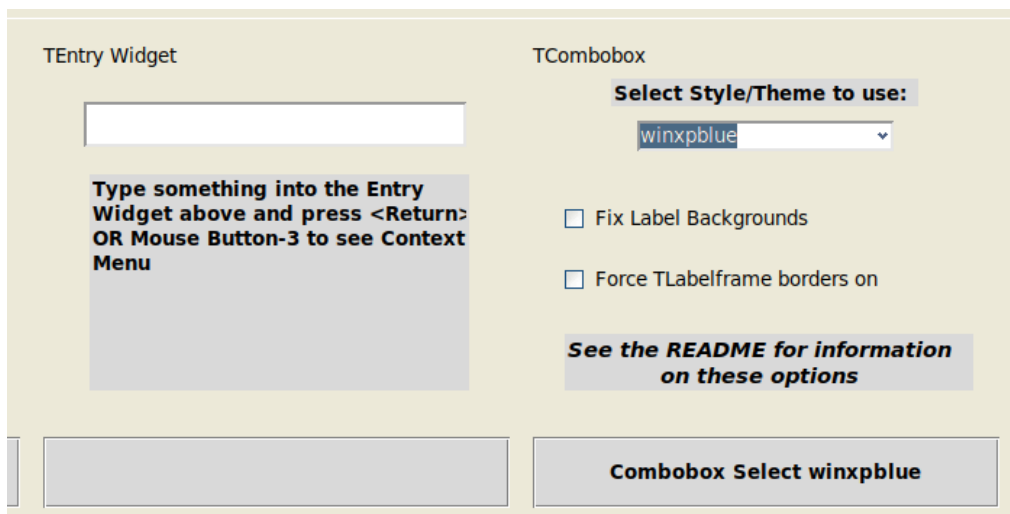 TEntry Widget
Type something into the Entry
Widget above and press <Return>
OR Mouse Button-3 to see Context
Menu
TCombobox
Select Style/Theme to use:
winxpblue
Fix Label Backgrounds
Force TLabelframe borders on
See the README for information
on these options
Combobox Select winxpblue